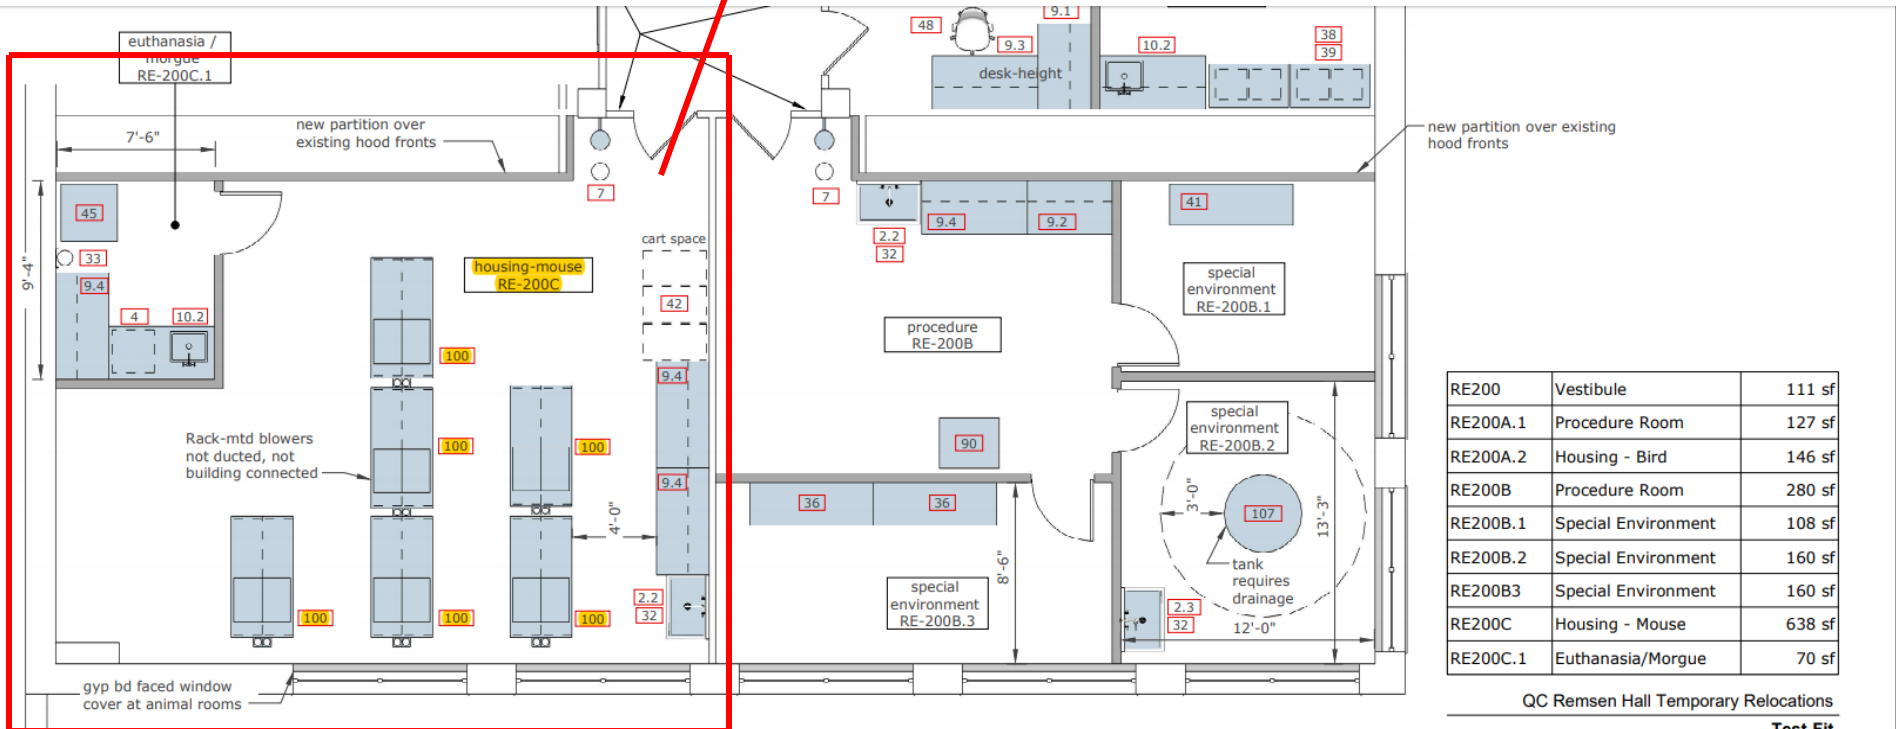 euthanasia /
morgue
RE-200C.1
48
9.3
9.1
desk-height
10.2
38
39
7'-6"
new partition over
existing hood fronts
new partition over existing
hood fronts
45
33
9.4
4
10.2
9'-4"
7
cart space
housing-mouse
RE-200C
42
100
9.4
Rack-mtd blowers
not ducted, not
building connected
100
100
9.4
4'-0"
100
100
100
2.2
32
gyp bd faced window
cover at animal rooms
7
2.2
32
9.4
9.2
41
special
environment
RE-200B.1
procedure
RE-200B
90
special
environment
RE-200B.2
36
36
8'-6"
special
environment
RE-200B.3
3'-0"
107
13'-3"
tank
requires
drainage
2.3
32
12'-0"
RE200 Vestibule 111 sf
RE200A.1 Procedure Room 127 sf
RE200A.2 Housing - Bird 146 sf
RE200B Procedure Room 280 sf
RE200B.1 Special Environment 108 sf
RE200B.2 Special Environment 160 sf
RE200B3 Special Environment 160 sf
RE200C Housing - Mouse 638 sf
RE200C.1 Euthanasia/Morgue 70 sf
QC Remsen Hall Temporary Relocations
Test Fit